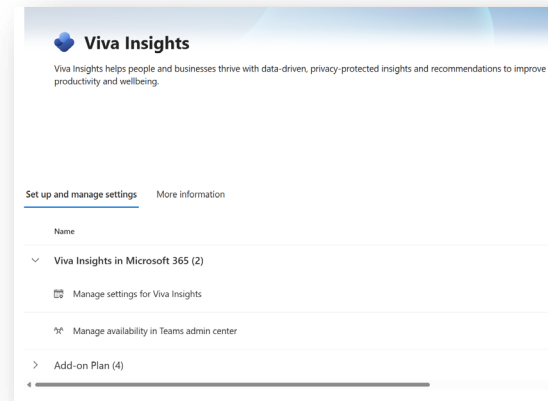 Viva Insights
Viva Insights helps people and businesses thrive with data-driven, privacy-protected insights and recommendations to improve
productivity and wellbeing.
Set up and manage settings More information
Name
Viva Insights in Microsoft 365 (2)
Manage settings for Viva Insights
Manage availability in Teams admin center
Add-on Plan (4)